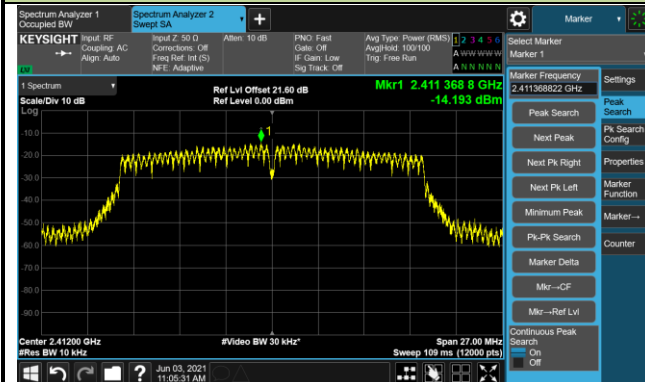 Spectrum Analyzer 1
Occupied BW
Spectrum Analyzer 2
Swept SA
+
Marker
KEYSIGHT
Input: RF
Coupling: AC
Align: Auto
Input Z: 50 Ω
Corrections: Off
Freq Ref: Int (S)
NFE: Adaptive
Atten: 10 dB
PNO: Fast
Gate: Off
IF Gain: Low
Sig Track: Off
Avg Type: Power (RMS)
Avg|Hold: 100/100
Trig: Free Run
1 2 3 4 5 6
A W W W W W
A N N N N N
LXI
1 Spectrum
Scale/Div 10 dB
Log
Ref Lvl Offset 21.60 dB
Ref Level 0.00 dBm
Mkr1 2.411 368 8 GHz
-14.193 dBm
1
-10.0
-20.0
-30.0
-40.0
-50.0
-60.0
-70.0
-80.0
-90.0
Center 2.41200 GHz
#Res BW 10 kHz
#Video BW 30 kHz*
Span 27.00 MHz
Sweep 109 ms (12000 pts)
Select Marker
Marker 1
Marker Frequency
2.411368822 GHz
Peak Search
Next Peak
Next Pk Right
Next Pk Left
Minimum Peak
Pk-Pk Search
Marker Delta
Mkr→CF
Mkr→Ref Lvl
Continuous Peak
Search
On
Off
Settings
Peak
Search
Pk Search
Config
Properties
Marker
Function
Marker→
Counter
?
Jun 03, 2021
11:05:31 AM